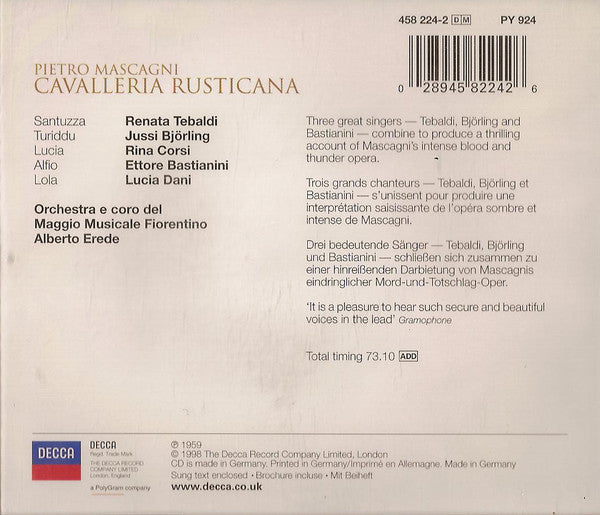 458 224-2 DM PY 924
0 28945 82242 6
PIETRO MASCAGNI
CAVALLERIA RUSTICANA
Santuzza Renata Tebaldi
Turiddu Jussi Björling
Lucia Rina Corsi
Alfio Ettore Bastianini
Lola Lucia Dani
Orchestra e coro del
Maggio Musicale Fiorentino
Alberto Erede
Three great singers — Tebaldi, Björling and
Bastianini — combine to produce a thrilling
account of Mascagni's intense blood and
thunder opera.
Trois grands chanteurs — Tebaldi, Björling et
Bastianini — s'unissent pour produire une
interprétation saisissante de l'opéra sombre et
intense de Mascagni.
Drei bedeutende Sänger — Tebaldi, Björling
und Bastianini — schließen sich zusammen zu
einer hinreißenden Darbietung von Mascagnis
eindringlicher Mord-und-Totschlag-Oper.
'It is a pleasure to hear such secure and beautiful
voices in the lead' Gramophone
Total timing 73.10 ADD
DECCA
DECCA
Regd. Trade Mark
THE DECCA RECORD
COMPANY LIMITED
London, England
a PolyGram company
℗ 1959
© 1998 The Decca Record Company Limited, London
CD is made in Germany. Printed in Germany/Imprimé en Allemagne. Made in Germany
Sung text enclosed • Brochure incluse • Mit Beiheft
www.decca.co.uk